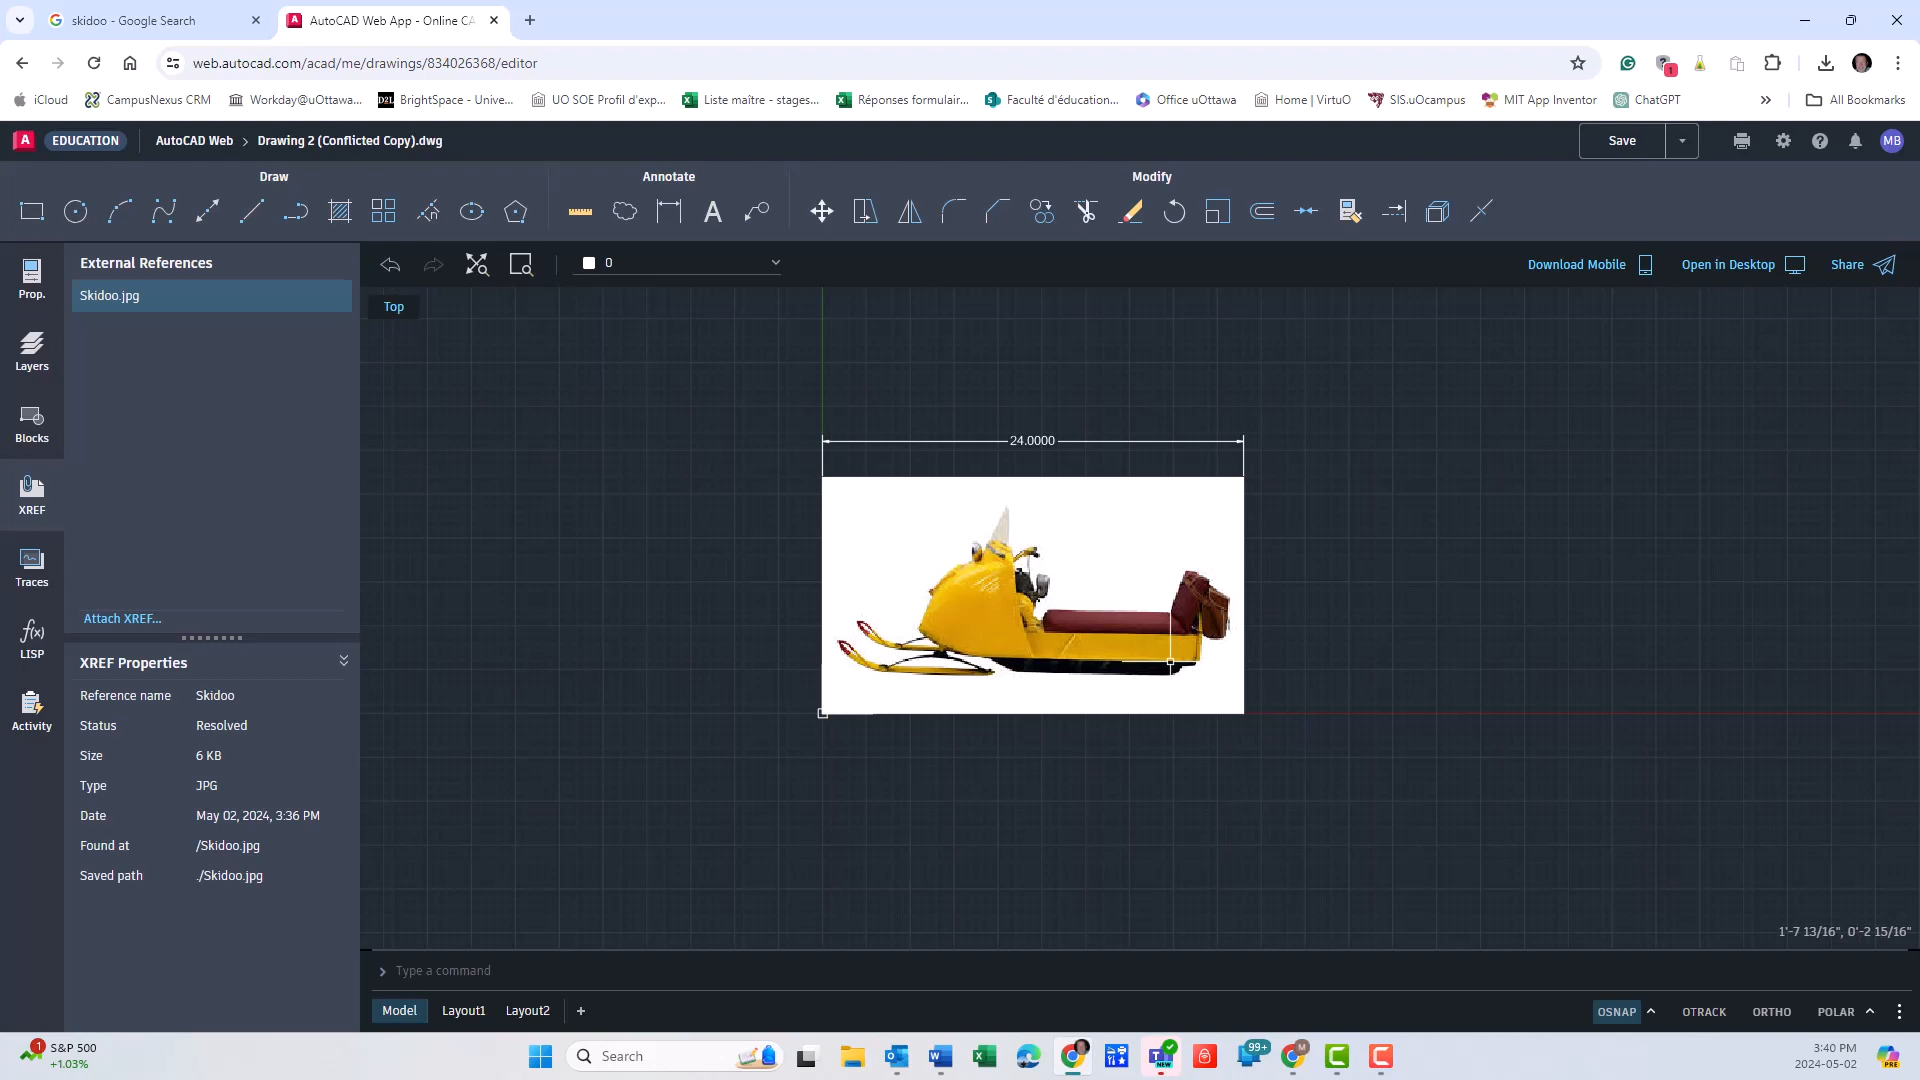 skidoo - Google Search
AutoCAD Web App - Online CA
web.autocad.com/acad/me/drawings/834026368/editor
1
iCloud
CampusNexus CRM
Workday@uOttawa...
D2L
BrightSpace - Unive...
UO SOE Profil d'exp...
Liste maître - stages...
Réponses formulair...
Faculté d'éducation...
Office uOttawa
Home | VirtuO
SIS.uOcampus
MIT App Inventor
ChatGPT
All Bookmarks
A EDUCATION
AutoCAD Web > Drawing 2 (Conflicted Copy).dwg
Save
MB
Draw
Annotate
Modify
External References
Skidoo.jpg
0
Download Mobile
Open in Desktop
Share
Top
Prop.
Layers
Blocks
XREF
Traces
LISP
Activity
24.0000
Attach XREF...
XREF Properties
Reference name Skidoo
Status Resolved
Size 6 KB
Type JPG
Date May 02, 2024, 3:36 PM
Found at /Skidoo.jpg
Saved path ./Skidoo.jpg
1'-7 13/16", 0'-2 15/16"
Type a command
Model
Layout1
Layout2
+
OSNAP
OTRACK
ORTHO
POLAR
1
S&P 500
+1.03%
Search
NEW
99+
M
3:40 PM
2024-05-02
PRE